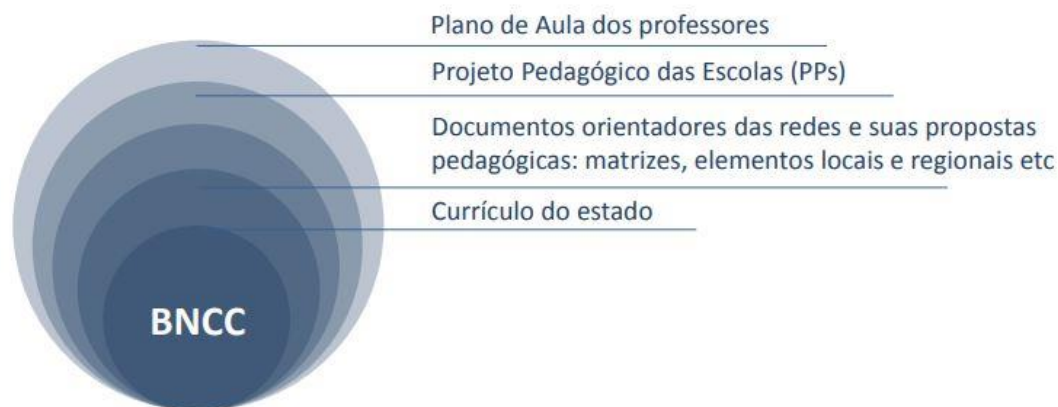 Plano de Aula dos professores
Projeto Pedagógico das Escolas (PPs)
Documentos orientadores das redes e suas propostas
pedagógicas: matrizes, elementos locais e regionais etc
Currículo do estado
BNCC